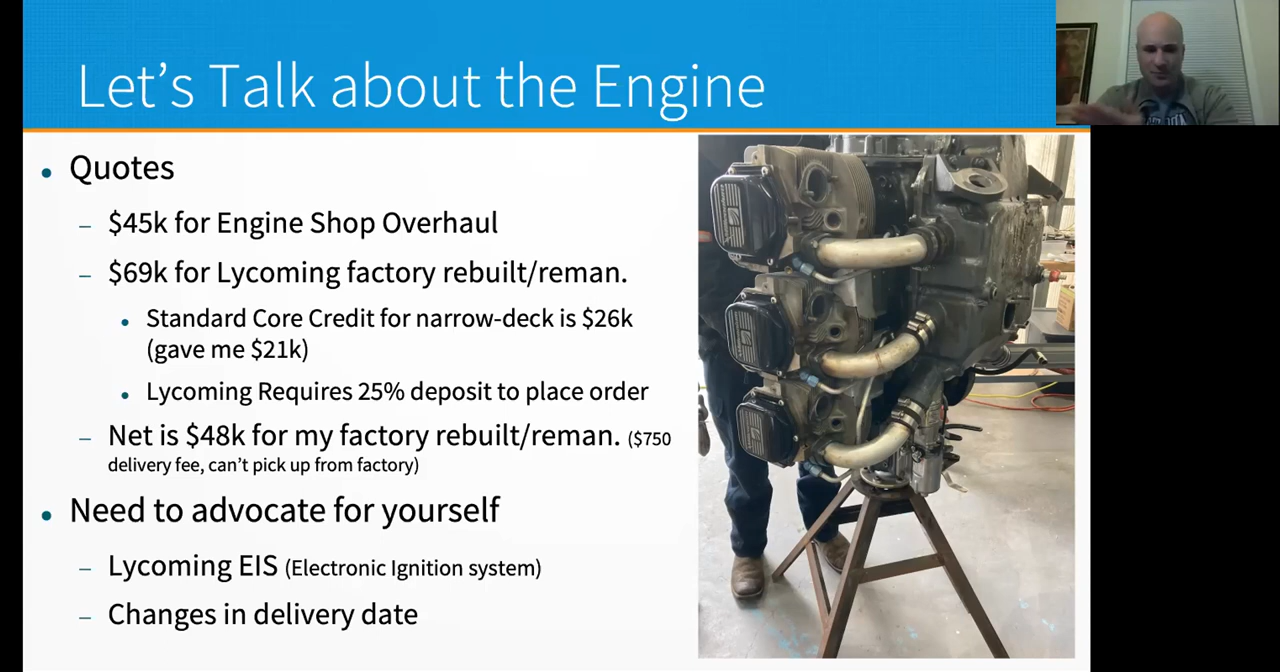 Let's Talk about the Engine
• Quotes
– $45k for Engine Shop Overhaul
– $69k for Lycoming factory rebuilt/reman.
• Standard Core Credit for narrow-deck is $26k
(gave me $21k)
• Lycoming Requires 25% deposit to place order
– Net is $48k for my factory rebuilt/reman. ($750
delivery fee, can't pick up from factory)
• Need to advocate for yourself
– Lycoming EIS (Electronic Ignition system)
– Changes in delivery date